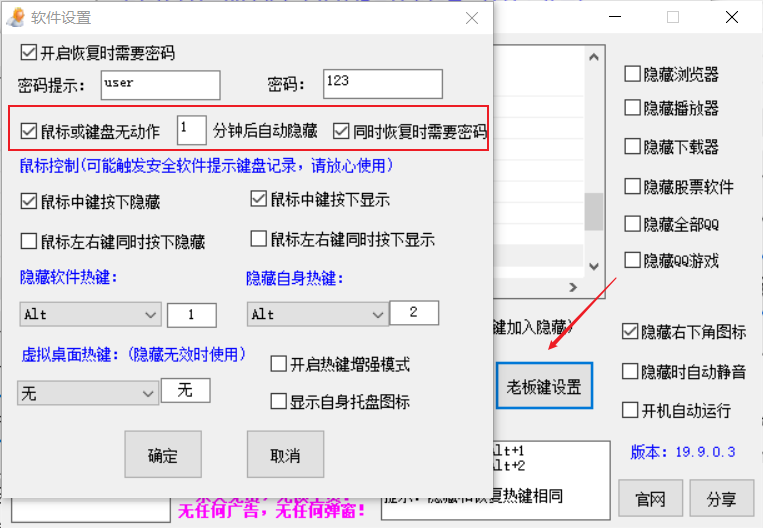 软件设置
开启恢复时需要密码
密码提示： user 密码： 123
鼠标或键盘无动作 1 分钟后自动隐藏 同时恢复时需要密码
鼠标控制(可能触发安全软件提示键盘记录，请放心使用)
鼠标中键按下隐藏 鼠标中键按下显示
鼠标左右键同时按下隐藏 鼠标左右键同时按下显示
隐藏软件热键： 隐藏自身热键：
Alt 1 Alt 2
虚拟桌面热键：(隐藏无效时使用) 开启热键增强模式
无 无 显示自身托盘图标
确定 取消
隐藏浏览器
隐藏播放器
隐藏下载器
隐藏股票软件
隐藏全部QQ
隐藏QQ游戏
键加入隐藏)
隐藏右下角图标
老板键设置
隐藏时自动静音
开机自动运行
版本： 19.9.0.3
官网 分享
Alt+1
Alt+2
提示：隐藏和恢复热键相同
无任何广告，无任何弹窗！